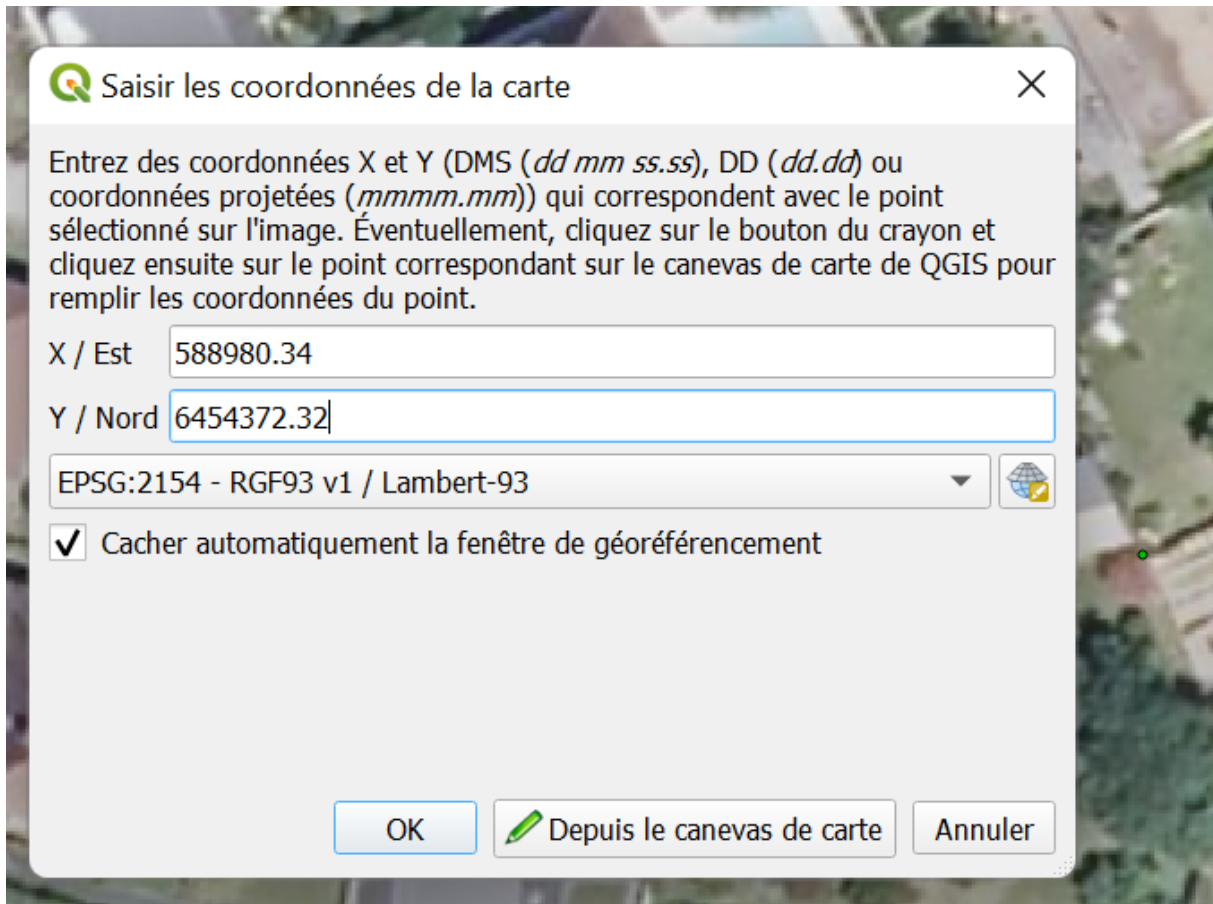 Saisir les coordonnées de la carte
Entrez des coordonnées X et Y (DMS (dd mm ss.ss), DD (dd.dd) ou
coordonnées projetées (mmmm.mm)) qui correspondent avec le point
sélectionné sur l'image. Éventuellement, cliquez sur le bouton du crayon et
cliquez ensuite sur le point correspondant sur le canevas de carte de QGIS pour
remplir les coordonnées du point.
X / Est 588980.34
Y / Nord 6454372.32
EPSG:2154 - RGF93 v1 / Lambert-93
Cacher automatiquement la fenêtre de géoréférencement
OK Depuis le canevas de carte Annuler